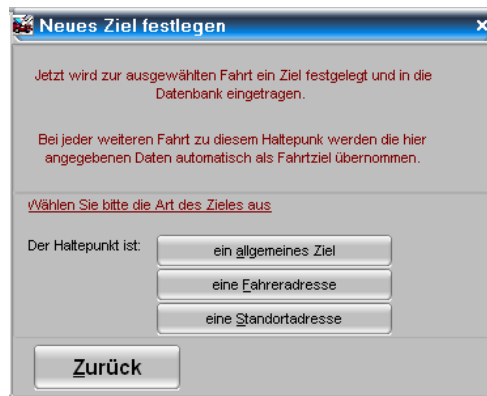 Neues Ziel festlegen
Jetzt wird zur ausgewählten Fahrt ein Ziel festgelegt und in die
Datenbank eingetragen.
Bei jeder weiteren Fahrt zu diesem Haltepunk werden die hier
angegebenen Daten automatisch als Fahrtziel übernommen.
Wählen Sie bitte die Art des Zieles aus
Der Haltepunkt ist:
ein allgemeines Ziel
eine Fahreradresse
eine Standortadresse
Zurück